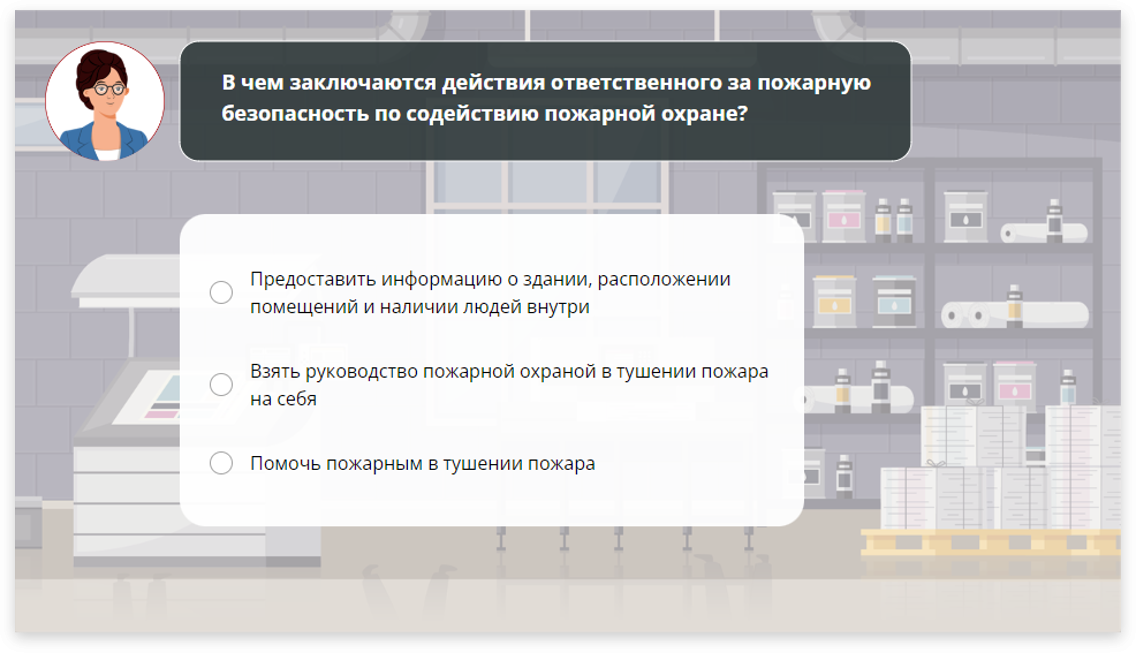 В чем заключаются действия ответственного за пожарную
безопасность по содействию пожарной охране?
Предоставить информацию о здании, расположении
помещений и наличии людей внутри
Взять руководство пожарной охраной в тушении пожара
на себя
Помочь пожарным в тушении пожара